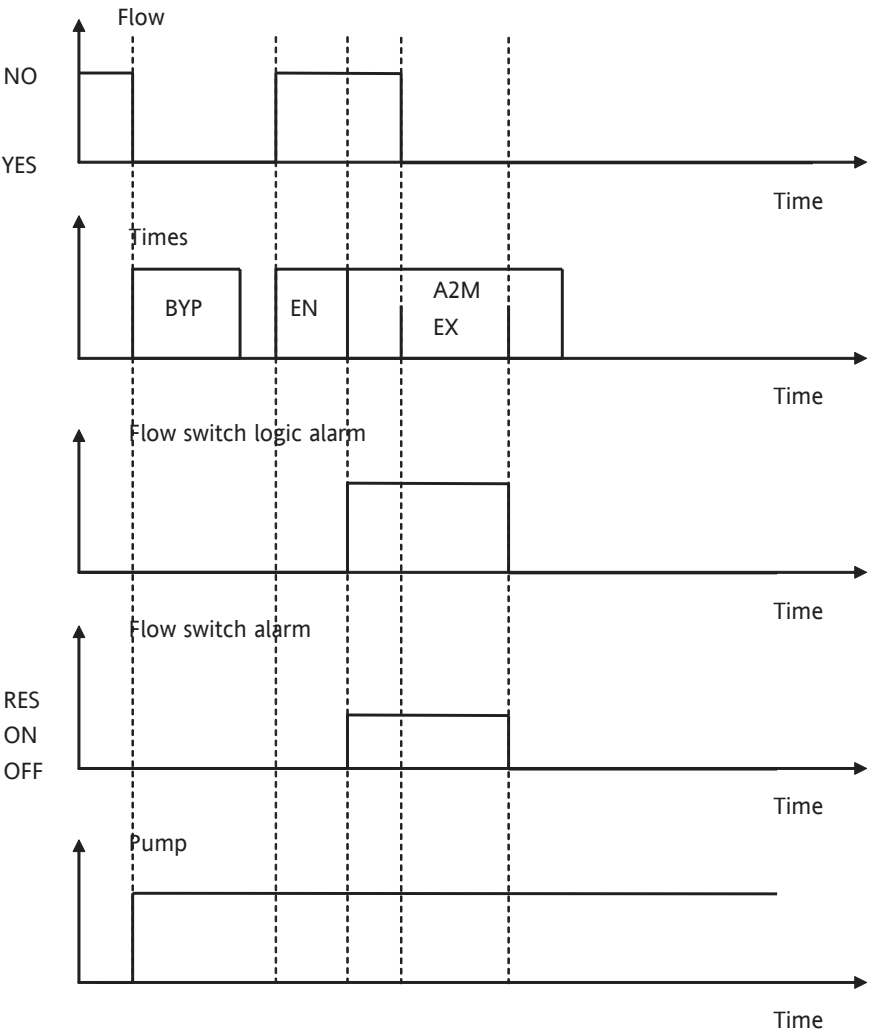 Flow
NO
YES
Time
Times
BYP
EN
A2M
EX
Time
Flow switch logic alarm
Time
Flow switch alarm
RES
ON
OFF
Time
Pump
Time